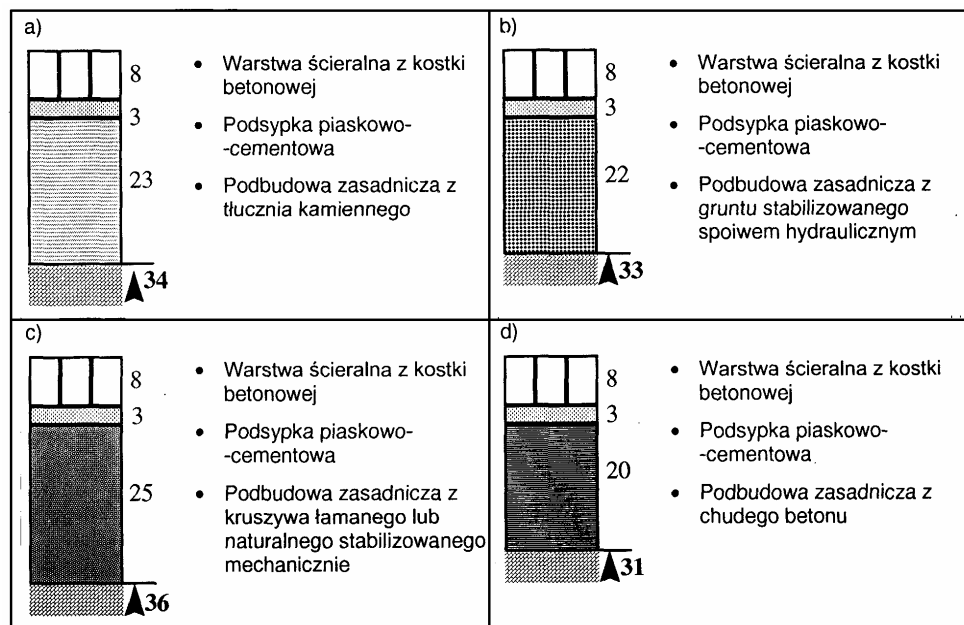 a)
8
3
23
34
• Warstwa ścieralna z kostki
betonowej
• Podsypka piaskowo-
-cementowa
• Podbudowa zasadnicza z
tłucznia kamiennego
b)
8
3
22
33
• Warstwa ścieralna z kostki
betonowej
• Podsypka piaskowo-
-cementowa
• Podbudowa zasadnicza z
gruntu stabilizowanego
spoiwem hydraulicznym
c)
8
3
25
36
• Warstwa ścieralna z kostki
betonowej
• Podsypka piaskowo-
-cementowa
• Podbudowa zasadnicza z
kruszywa łamanego lub
naturalnego stabilizowanego
mechanicznie
d)
8
3
20
31
• Warstwa ścieralna z kostki
betonowej
• Podsypka piaskowo-
-cementowa
• Podbudowa zasadnicza z
chudego betonu